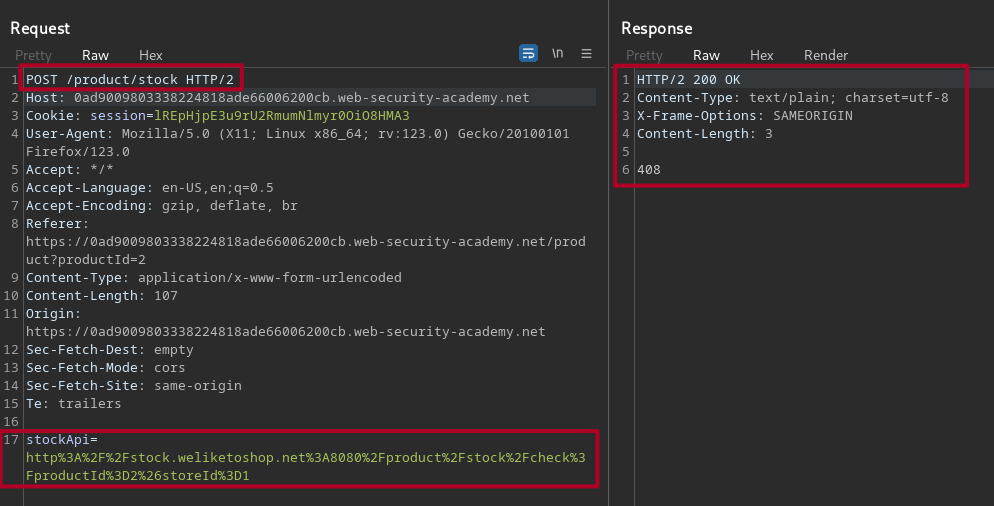 Request
Pretty Raw Hex
\n
1 POST /product/stock HTTP/2
2 Host: 0ad9009803338224818ade66006200cb.web-security-academy.net
3 Cookie: session=lREpHjpE3u9rU2RmumNlmyr0OiO8HMA3
4 User-Agent: Mozilla/5.0 (X11; Linux x86_64; rv:123.0) Gecko/20100101
Firefox/123.0
5 Accept: */*
6 Accept-Language: en-US,en;q=0.5
7 Accept-Encoding: gzip, deflate, br
8 Referer:
https://0ad9009803338224818ade66006200cb.web-security-academy.net/prod
uct?productId=2
9 Content-Type: application/x-www-form-urlencoded
10 Content-Length: 107
11 Origin:
https://0ad9009803338224818ade66006200cb.web-security-academy.net
12 Sec-Fetch-Dest: empty
13 Sec-Fetch-Mode: cors
14 Sec-Fetch-Site: same-origin
15 Te: trailers
16
17 stockApi=
http%3A%2F%2Fstock.weliketoshop.net%3A8080%2Fproduct%2Fstock%2Fcheck%3
FproductId%3D2%26storeId%3D1
Response
Pretty Raw Hex Render
1 HTTP/2 200 OK
2 Content-Type: text/plain; charset=utf-8
3 X-Frame-Options: SAMEORIGIN
4 Content-Length: 3
5
6 408